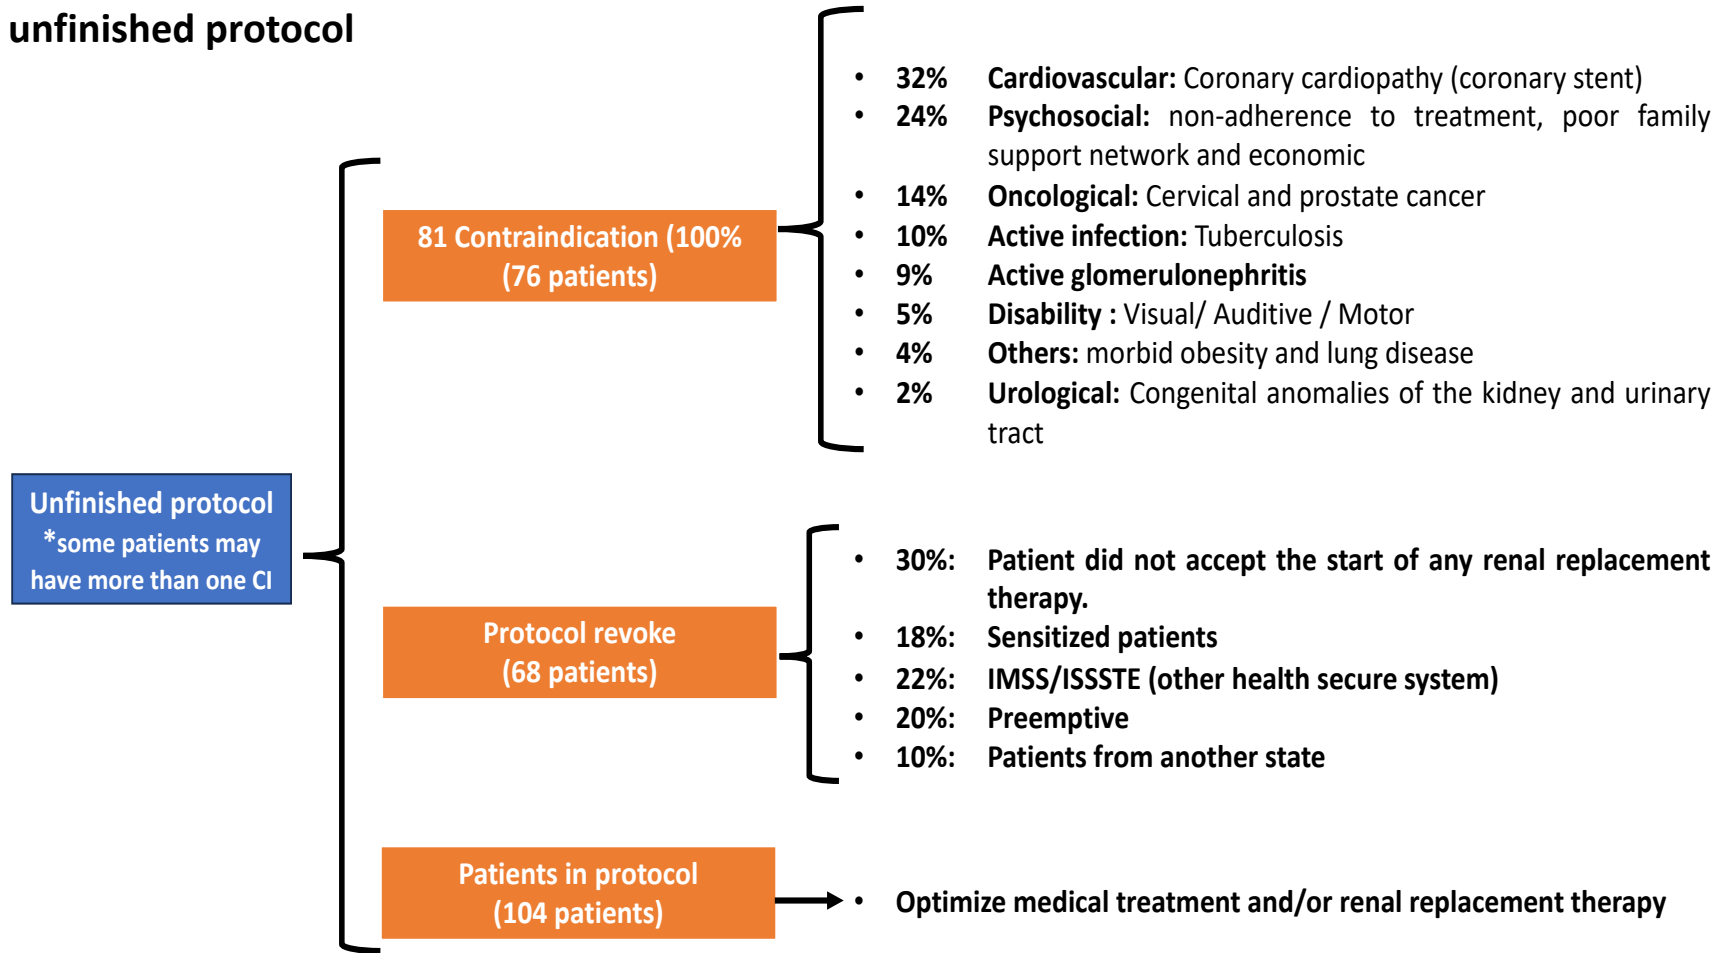 unfinished protocol
• 32% Cardiovascular: Coronary cardiopathy (coronary stent)
• 24% Psychosocial: non-adherence to treatment, poor family
support network and economic
• 14% Oncological: Cervical and prostate cancer
• 10% Active infection: Tuberculosis
• 9% Active glomerulonephritis
• 5% Disability : Visual/ Auditive / Motor
• 4% Others: morbid obesity and lung disease
• 2% Urological: Congenital anomalies of the kidney and urinary
tract
81 Contraindication (100%
(76 patients)
Unfinished protocol
*some patients may
have more than one CI
• 30%: Patient did not accept the start of any renal replacement
therapy.
• 18%: Sensitized patients
• 22%: IMSS/ISSSTE (other health secure system)
• 20%: Preemptive
• 10%: Patients from another state
Protocol revoke
(68 patients)
Patients in protocol
(104 patients)
• Optimize medical treatment and/or renal replacement therapy